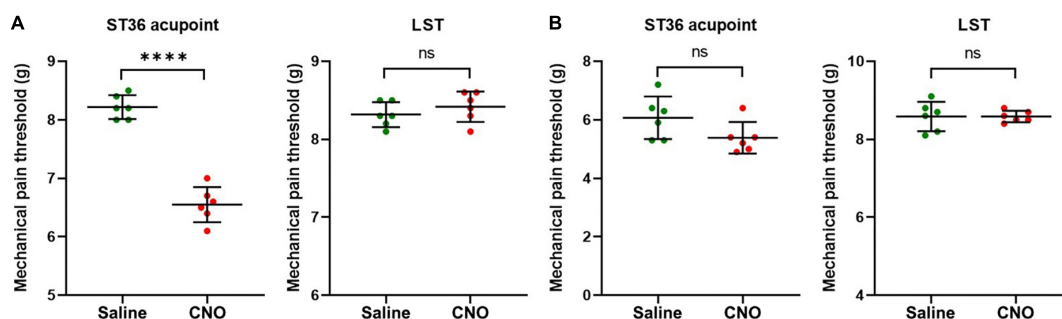 A
ST36 acupoint
****
Mechanical pain threshold (g)
9
8
7
6
5
Saline CNO
LST
ns
Mechanical pain threshold (g)
9
8
7
6
Saline CNO
B
ST36 acupoint
ns
Mechanical pain threshold (g)
8
6
4
2
0
Saline CNO
LST
ns
Mechanical pain threshold (g)
10
8
6
4
Saline CNO